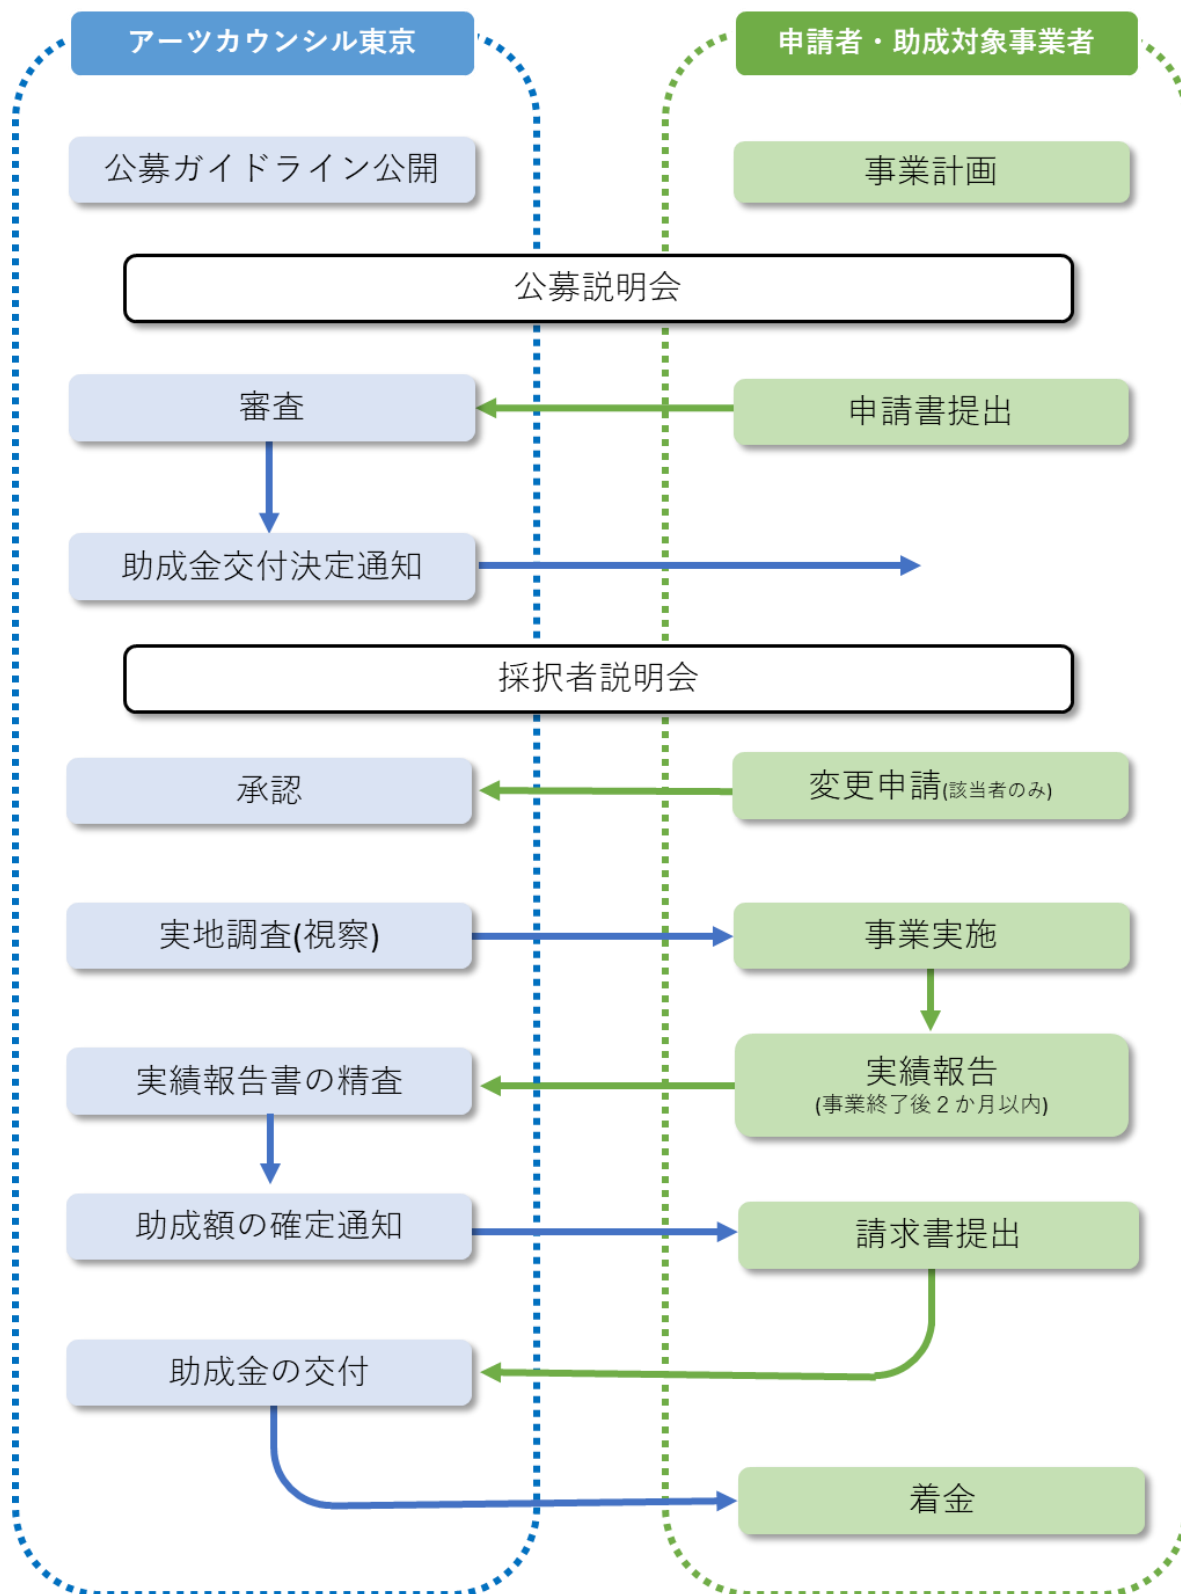 アーツカウンシル東京
申請者・助成対象事業者
公募ガイドライン公開
事業計画
公募説明会
審査
申請書提出
助成金交付決定通知
採択者説明会
承認
変更申請(該当者のみ)
実地調査(視察)
事業実施
実績報告書の精査
実績報告
(事業終了後２か月以内)
助成額の確定通知
請求書提出
助成金の交付
着金